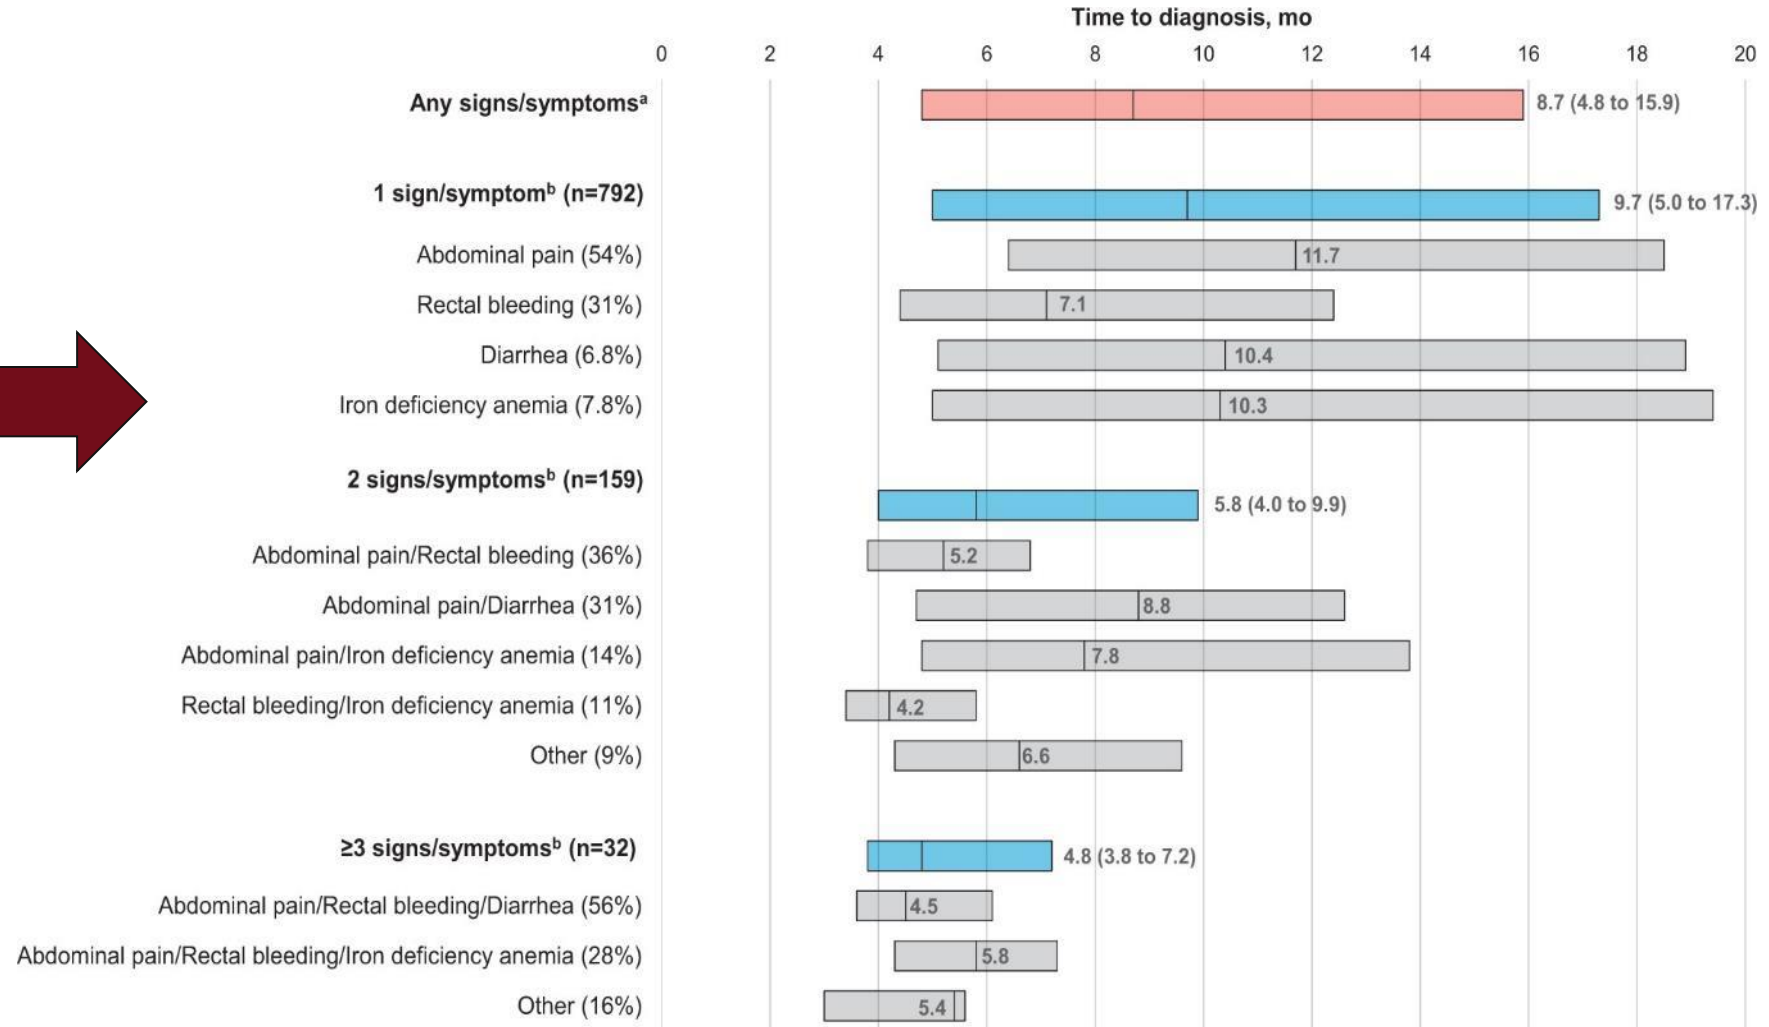 Time to diagnosis, mo
0 2 4 6 8 10 12 14 16 18 20
Any signs/symptomsᵃ 8.7 (4.8 to 15.9)
1 sign/symptomᵇ (n=792) 9.7 (5.0 to 17.3)
Abdominal pain (54%) 11.7
Rectal bleeding (31%) 7.1
Diarrhea (6.8%) 10.4
Iron deficiency anemia (7.8%) 10.3
2 signs/symptomsᵇ (n=159) 5.8 (4.0 to 9.9)
Abdominal pain/Rectal bleeding (36%) 5.2
Abdominal pain/Diarrhea (31%) 8.8
Abdominal pain/Iron deficiency anemia (14%) 7.8
Rectal bleeding/Iron deficiency anemia (11%) 4.2
Other (9%) 6.6
≥3 signs/symptomsᵇ (n=32) 4.8 (3.8 to 7.2)
Abdominal pain/Rectal bleeding/Diarrhea (56%) 4.5
Abdominal pain/Rectal bleeding/Iron deficiency anemia (28%) 5.8
Other (16%) 5.4